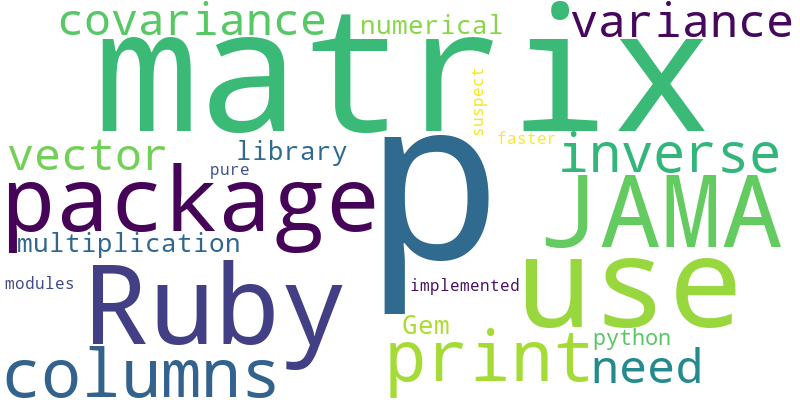 covariance
numerical
variance
matrix
suspect
faster
p
vector
library
inverse
pure
package
JAMA
multiplication
use
Ruby
modules
implemented
Gem
print
python
need
columns